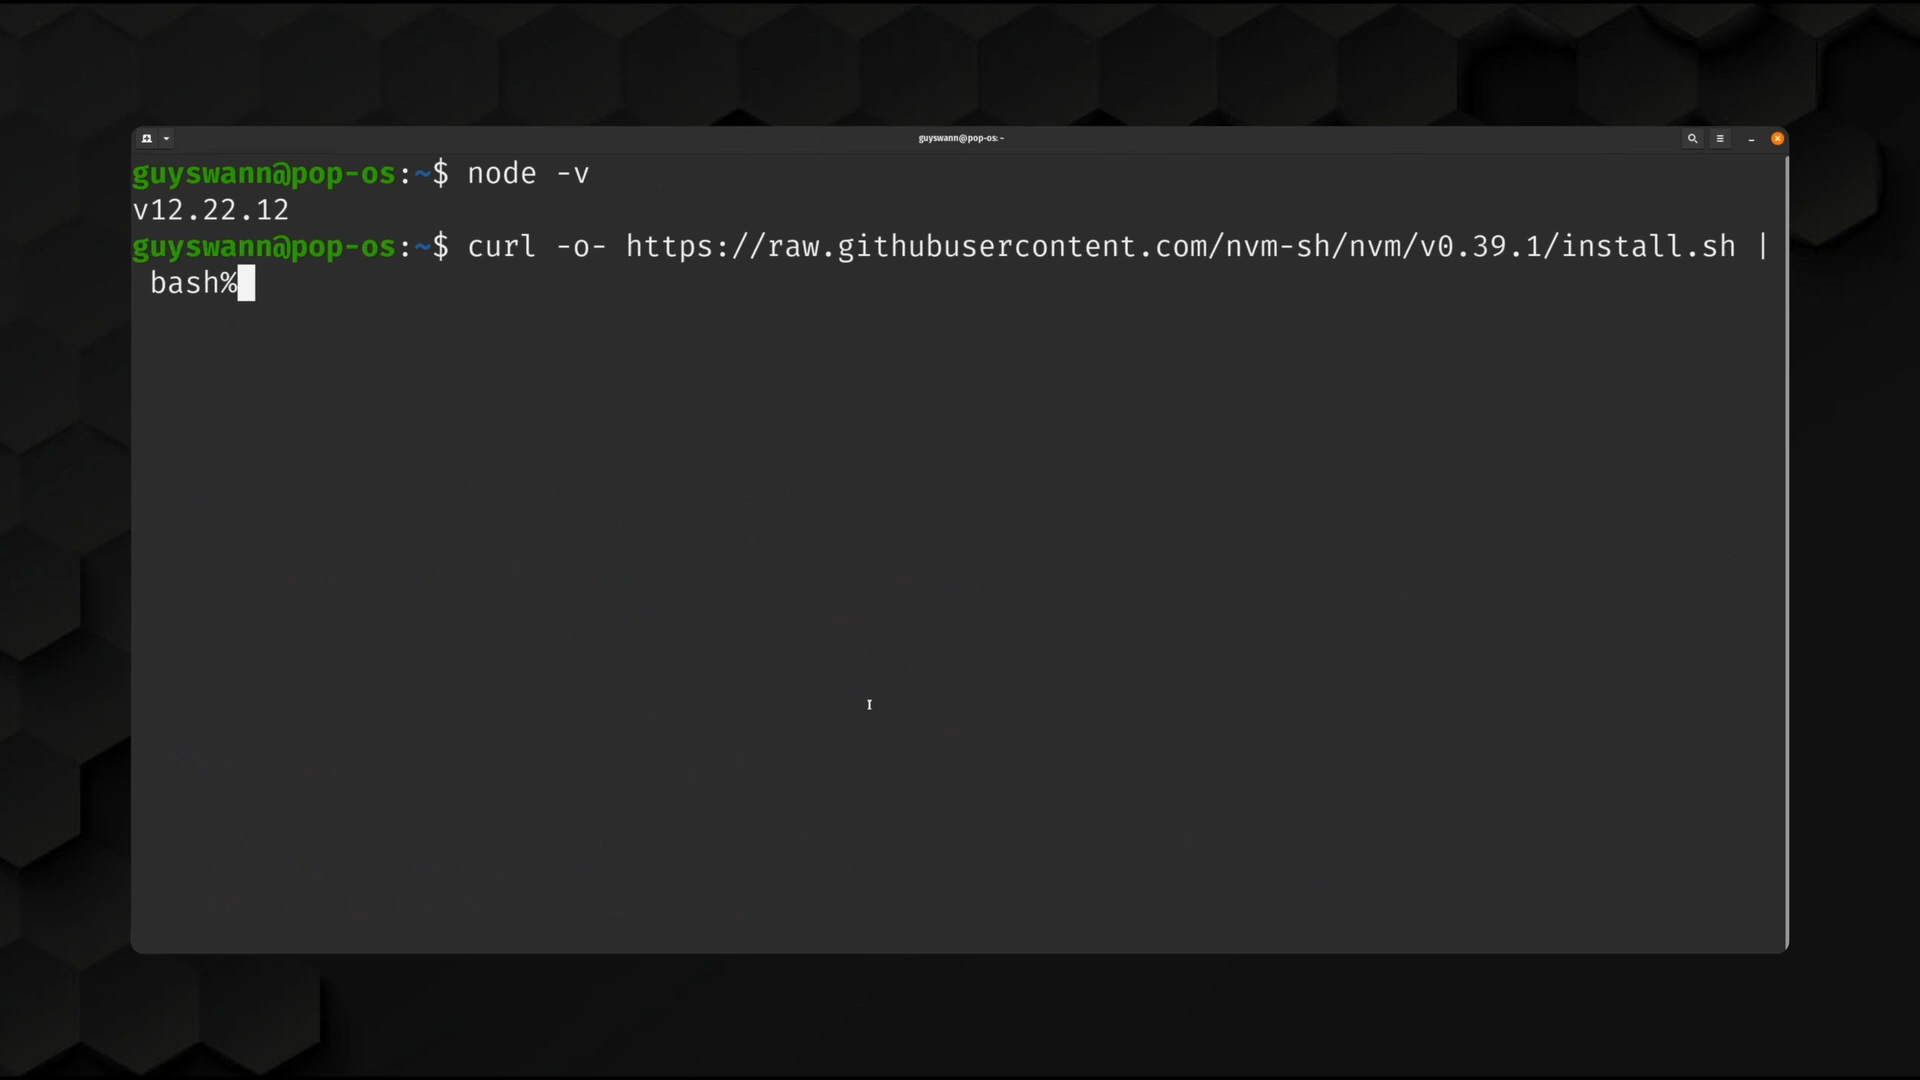 guyswann@pop-os: ~
guyswann@pop-os:~$ node -v
v12.22.12
guyswann@pop-os:~$ curl -o- https://raw.githubusercontent.com/nvm-sh/nvm/v0.39.1/install.sh |
bash%